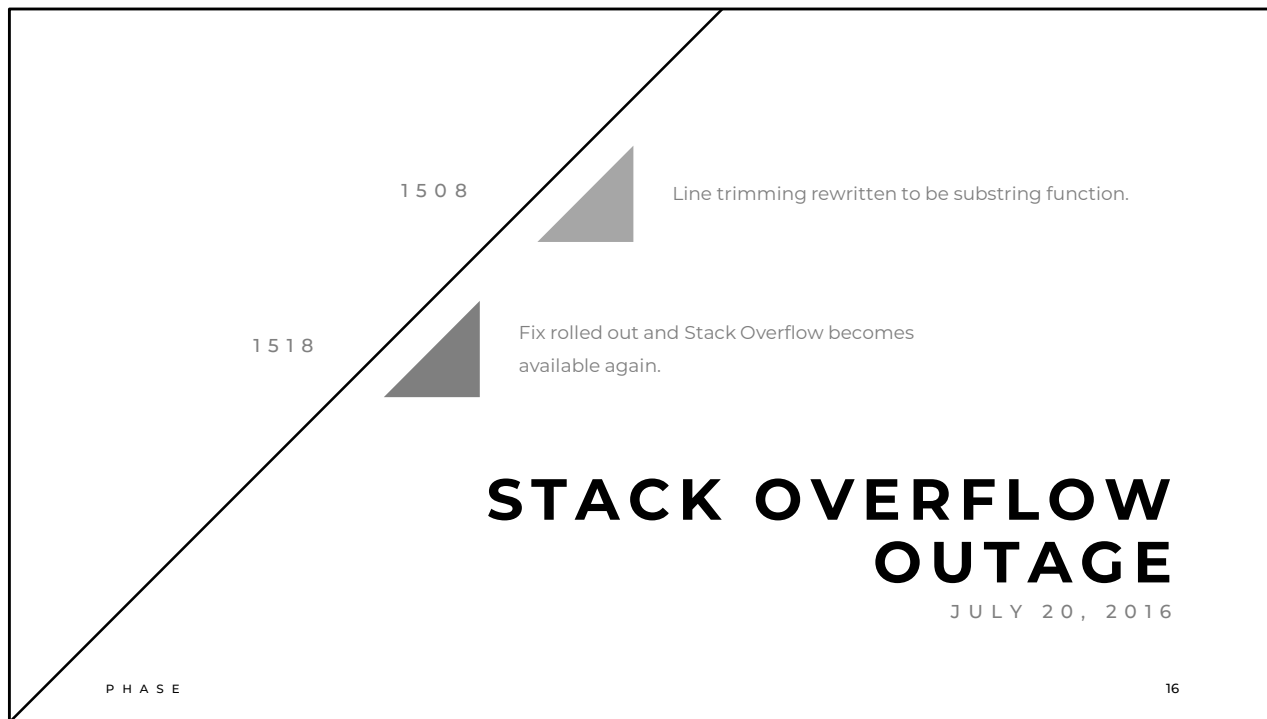 1508
Line trimming rewritten to be substring function.
1518
Fix rolled out and Stack Overflow becomes
available again.
STACK OVERFLOW
OUTAGE
JULY 20, 2016
PHASE
16